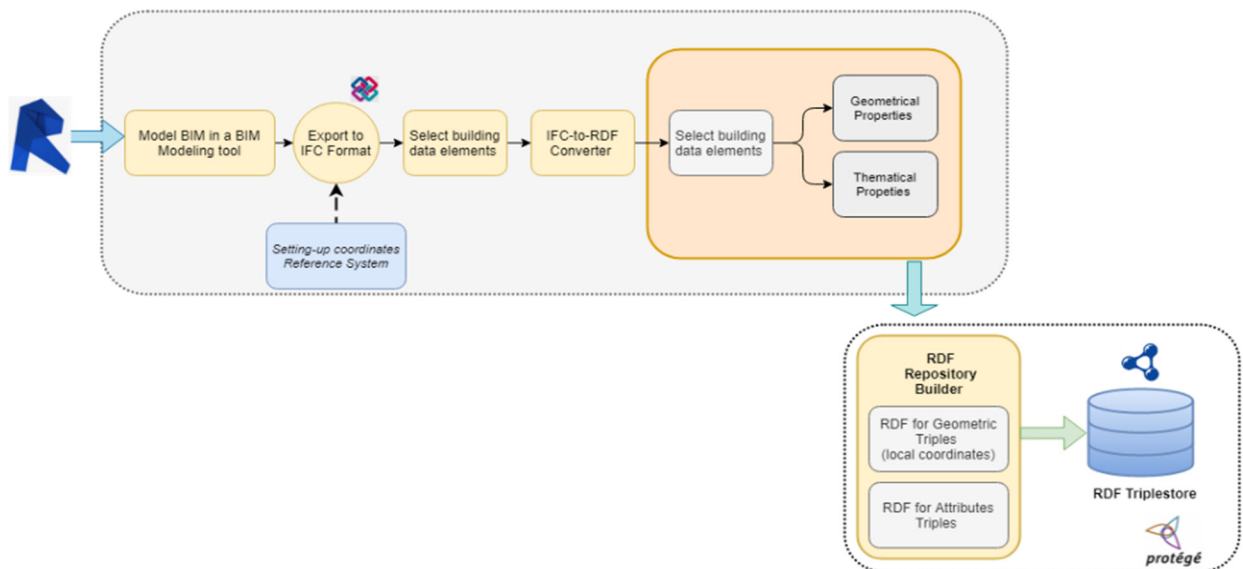 Model BIM in a BIM
Modeling tool
Export to
IFC Format
Select building
data elements
IFC-to-RDF
Converter
Select building
data elements
Geometrical
Properties
Thematical
Propeties
Setting-up coordinates
Reference System
RDF
Repository
Builder
RDF for Geometric
Triples
(local coordinates)
RDF for Attributes
Triples
RDF Triplestore
protégé